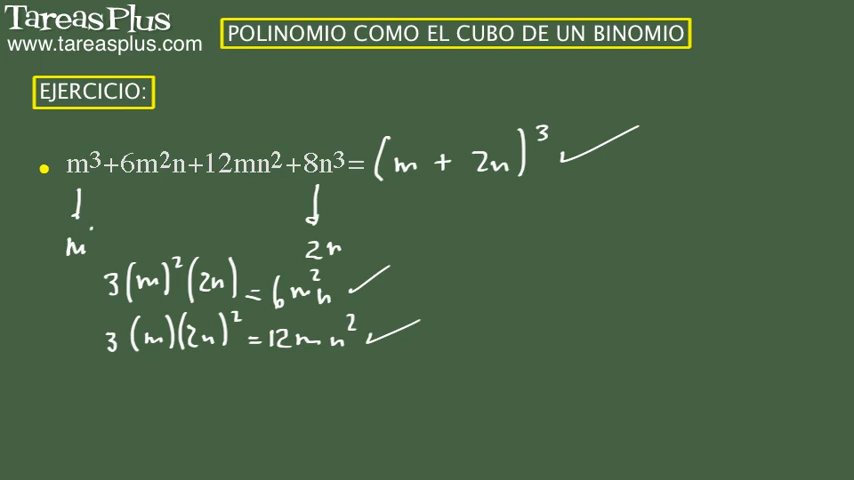 TareasPlus
www.tareasplus.com
POLINOMIO COMO EL CUBO DE UN BINOMIO
EJERCICIO:
• m3+6m2n+12mn2+8n3= (m + 2n)³ ✓
m 2n
3(m)²(2n) = 6m²n ✓
3(m)(2n)² = 12mn² ✓